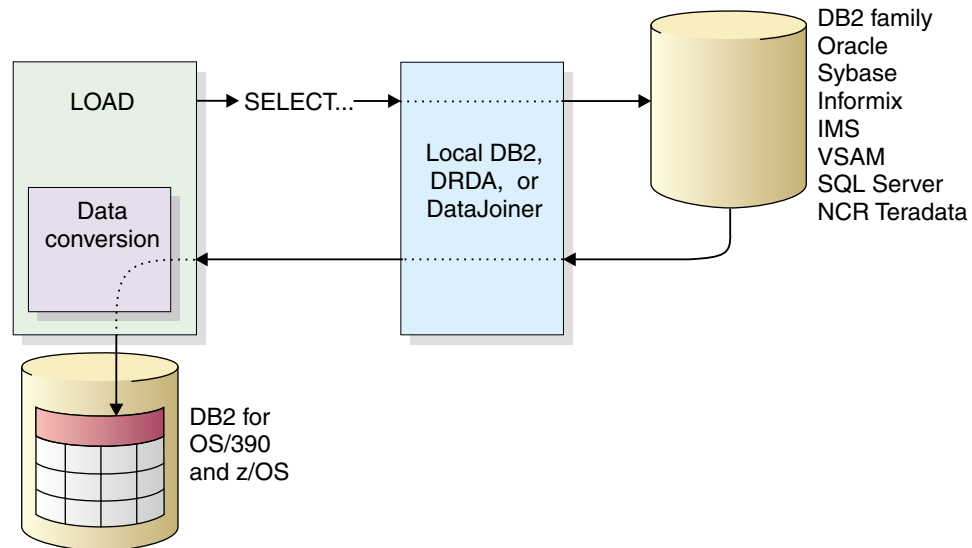 DB2 family
Oracle
Sybase
Informix
IMS
VSAM
SQL Server
NCR Teradata
LOAD
SELECT...
Local DB2,
DRDA, or
DataJoiner
Data
conversion
DB2 for
OS/390
and z/OS